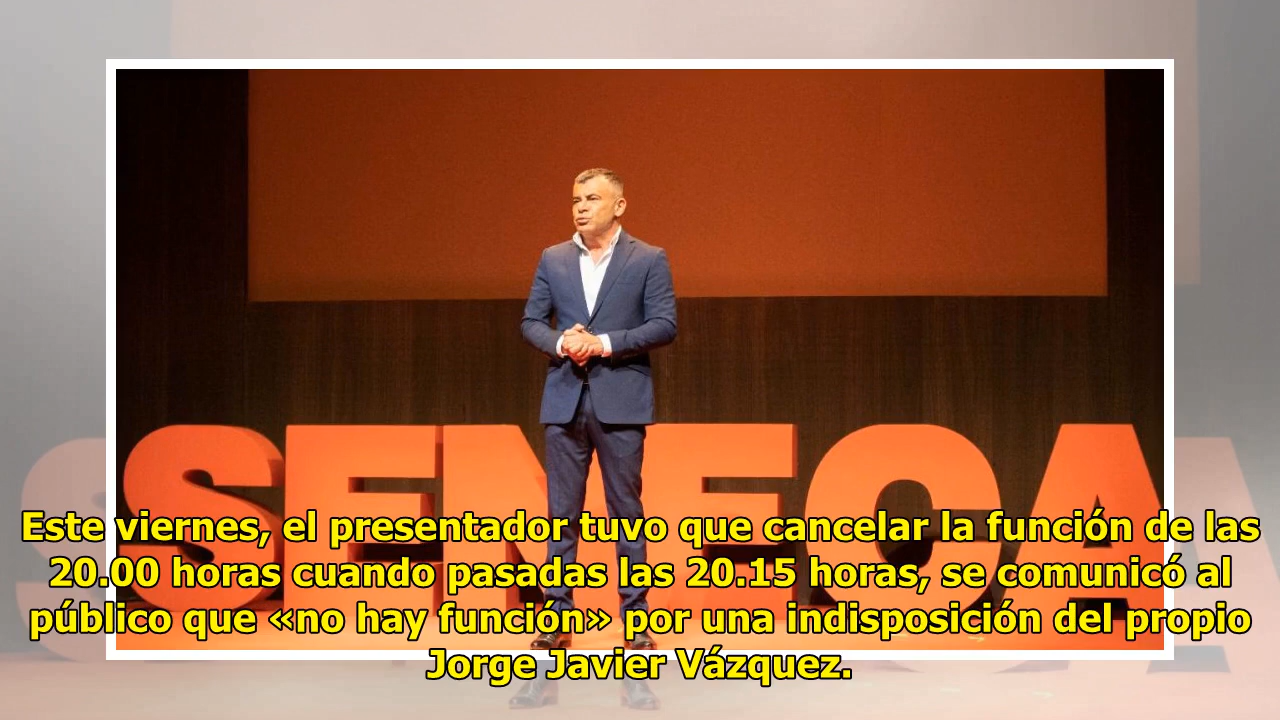 SENECA
Este viernes, el presentador tuvo que cancelar la función de las
20.00 horas cuando pasadas las 20.15 horas, se comunicó al
público que «no hay función» por una indisposición del propio
Jorge Javier Vázquez.